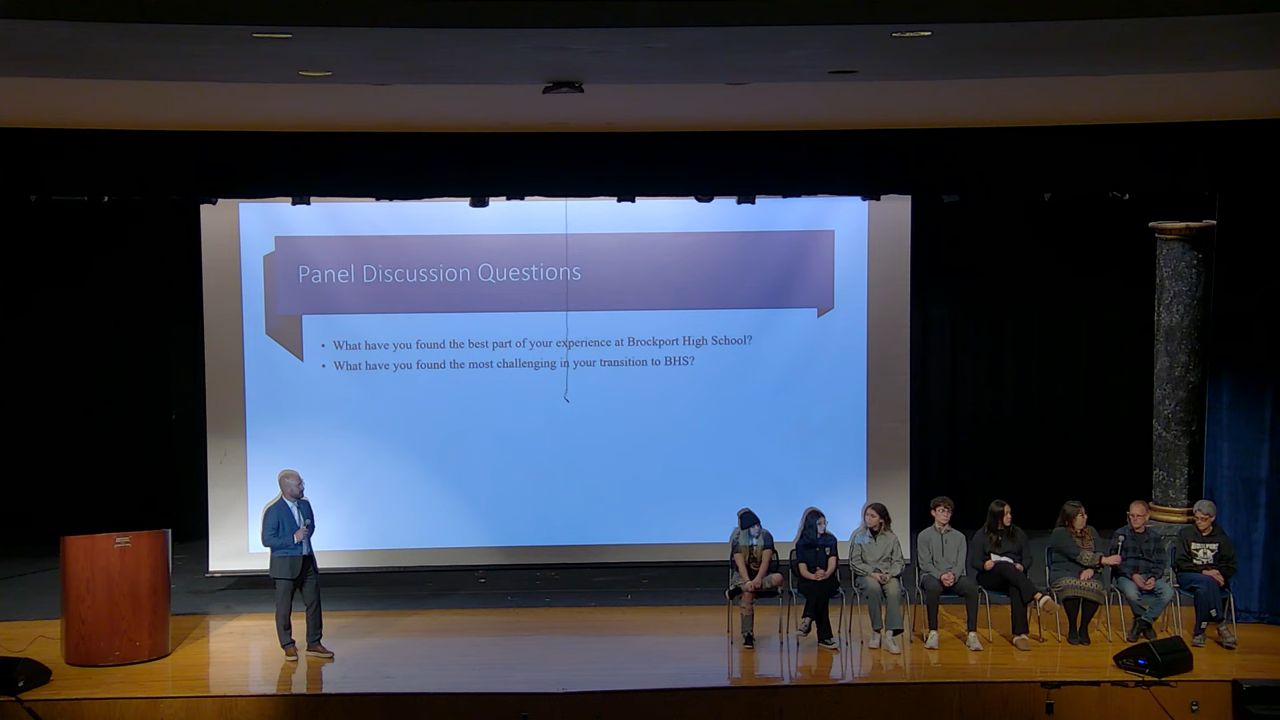 Panel Discussion Questions
• What have you found the best part of your experience at Brockport High School?
• What have you found the most challenging in your transition to BHS?